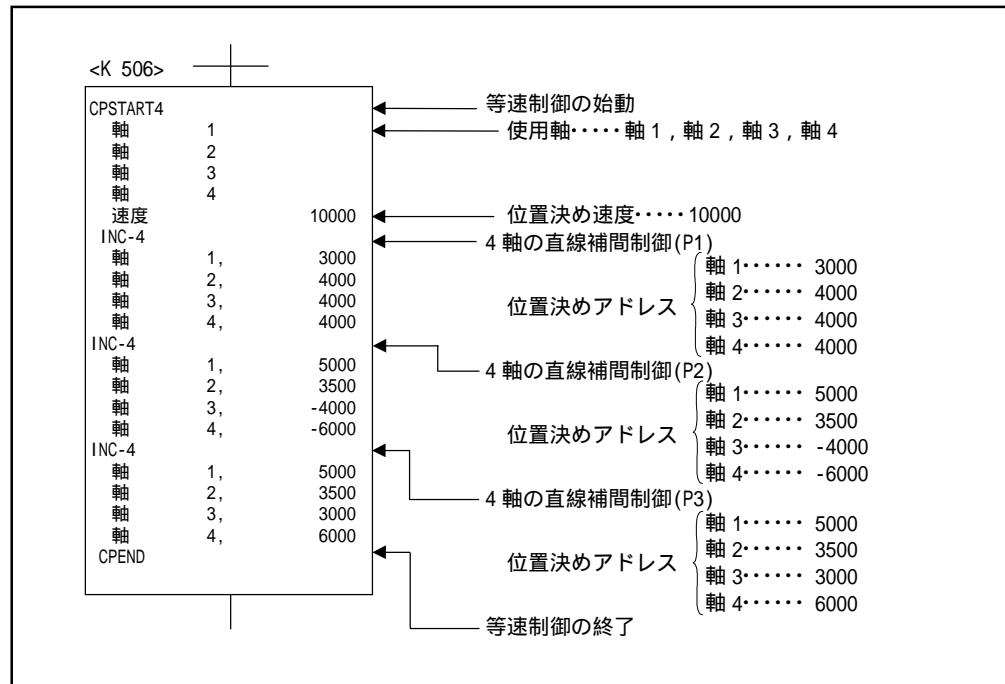 <K 506>
CPSTART4
軸 1
軸 2
軸 3
軸 4
速度 10000
INC-4
軸 1, 3000
軸 2, 4000
軸 3, 4000
軸 4, 4000
INC-4
軸 1, 5000
軸 2, 3500
軸 3, -4000
軸 4, -6000
INC-4
軸 1, 5000
軸 2, 3500
軸 3, 3000
軸 4, 6000
CPEND
等速制御の始動
使用軸・・・・・軸 1 , 軸 2 , 軸 3 , 軸 4
位置決め速度・・・・・10000
4 軸の直線補間制御(P1)
位置決めアドレス
軸 1・・・・・・ 3000
軸 2・・・・・・ 4000
軸 3・・・・・・ 4000
軸 4・・・・・・ 4000
4 軸の直線補間制御(P2)
位置決めアドレス
軸 1・・・・・・ 5000
軸 2・・・・・・ 3500
軸 3・・・・・・ -4000
軸 4・・・・・・ -6000
4 軸の直線補間制御(P3)
位置決めアドレス
軸 1・・・・・・ 5000
軸 2・・・・・・ 3500
軸 3・・・・・・ 3000
軸 4・・・・・・ 6000
等速制御の終了